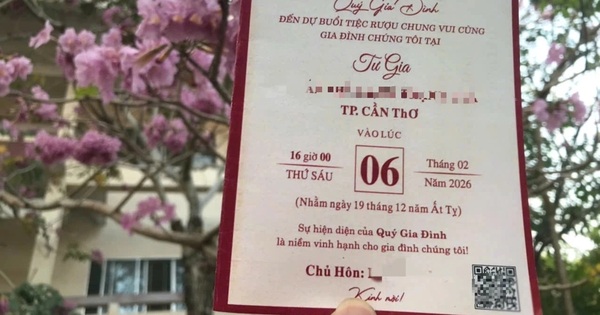 Quý Gia Đình
ĐẾN DỰ BUỔI TIỆC RƯỢU CHUNG VUI CÙNG
GIA ĐÌNH CHÚNG TÔI TẠI
Tư Gia
TP. CẦN THƠ
VÀO LÚC
16 giờ 00
THỨ SÁU
06
Tháng 02
Năm 2026
(Nhằm ngày 19 tháng 12 năm Ất Tỵ)
Sự hiện diện của Quý Gia Đình
là niềm vinh hạnh cho gia đình chúng tôi!
Chủ Hôn:
Kính mời!